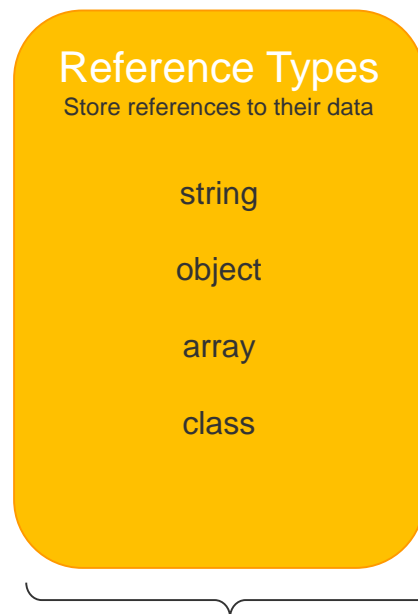 Reference Types
Store references to their data
string
object
array
class